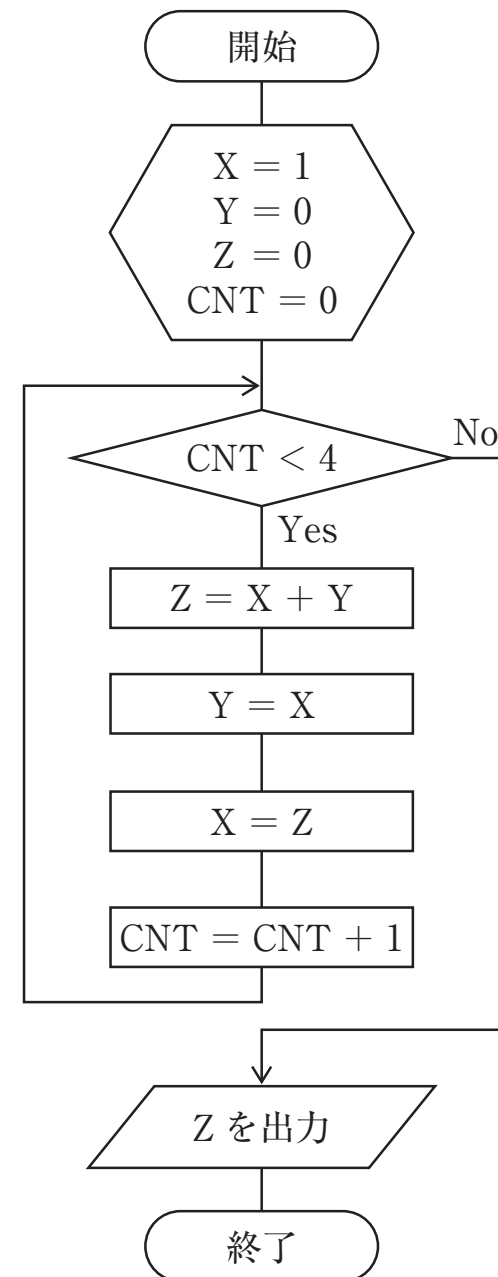 開始
X = 1
Y = 0
Z = 0
CNT = 0
CNT < 4
No
Yes
Z = X + Y
Y = X
X = Z
CNT = CNT + 1
Z を出力
終了